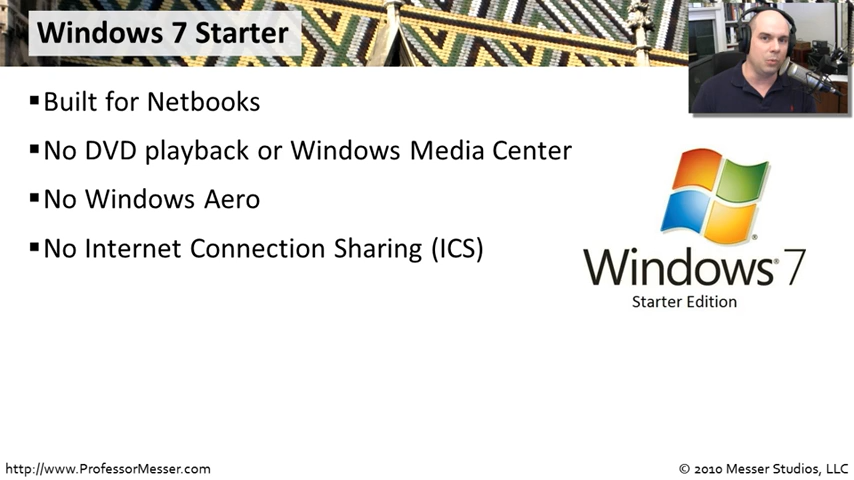 Windows 7 Starter
▪Built for Netbooks
▪No DVD playback or Windows Media Center
▪No Windows Aero
▪No Internet Connection Sharing (ICS)
Windows® 7
Starter Edition
http://www.ProfessorMesser.com
© 2010 Messer Studios, LLC